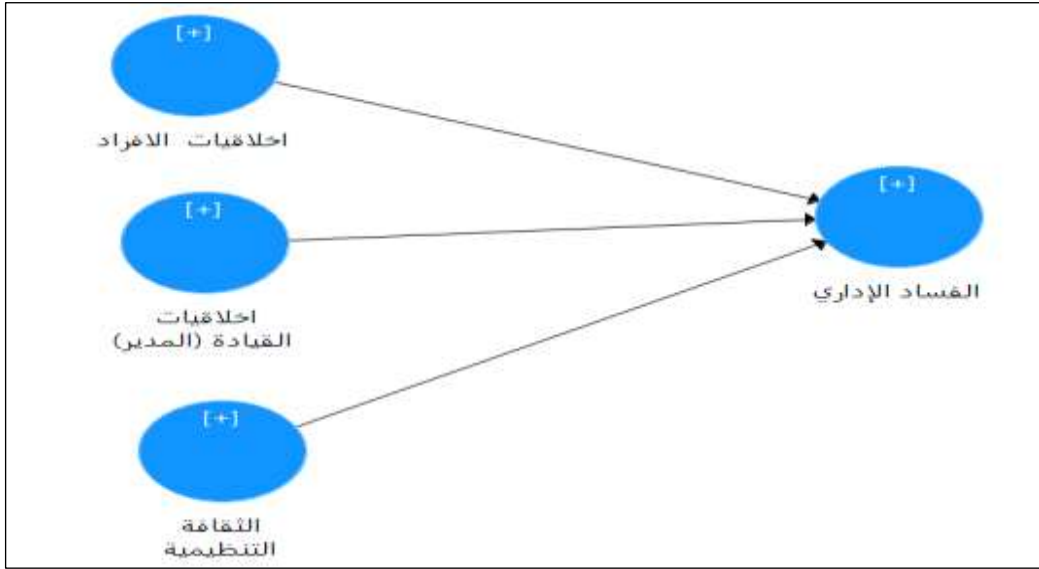 [+]
اخلاقيات الافراد
[+]
اخلاقيات
القيادة (المدير)
[+]
الثقافة
التنظيمية
[+]
الفساد الإداري